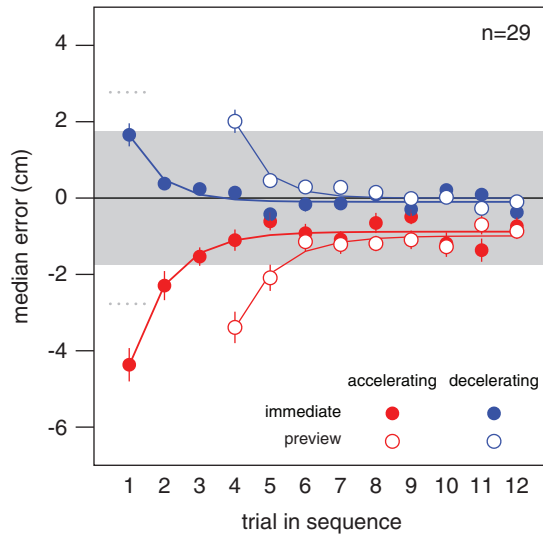 n=29
median error (cm)
4
2
0
-2
-4
-6
accelerating decelerating
immediate
preview
1 2 3 4 5 6 7 8 9 10 11 12
trial in sequence